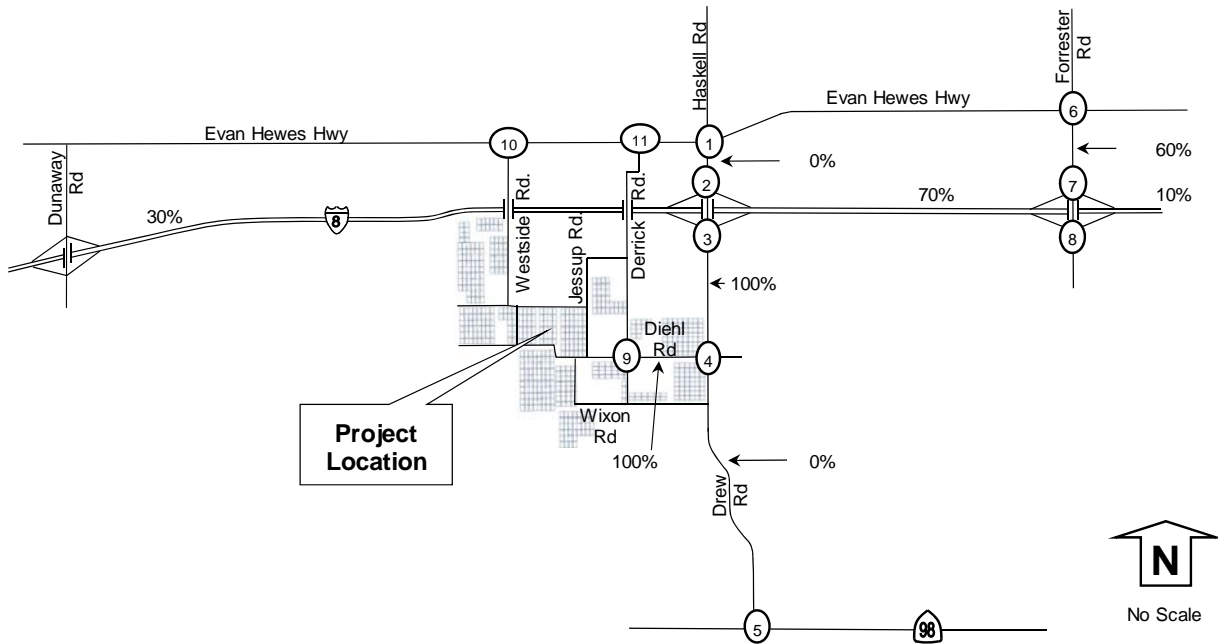 Haskell Rd
Forrester
Rd
Evan Hewes Hwy
6
Evan Hewes Hwy
10
11
1
0%
60%
Dunaway
Rd
2
7
30%
8
70%
10%
3
8
Westside Rd.
Jessup Rd.
Derrick Rd.
100%
Diehl
Rd
9
4
Project
Location
Wixon
Rd
100%
0%
Drew
Rd
N
No Scale
5
98